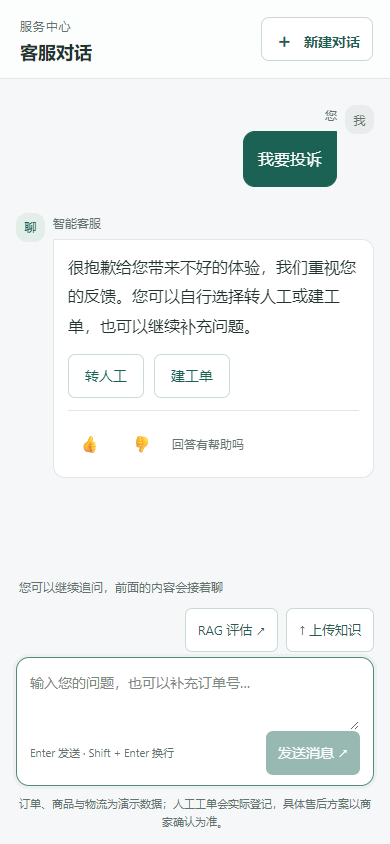 服务中心
客服对话
+ 新建对话
您
我
我要投诉
聊
智能客服
很抱歉给您带来不好的体验，我们重视您
的反馈。您可以自行选择转人工或建工
单，也可以继续补充问题。
转人工
建工单
回答有帮助吗
您可以继续追问，前面的内容会接着聊
RAG 评估 ↗
↑ 上传知识
输入您的问题，也可以补充订单号...
Enter 发送 · Shift + Enter 换行
发送消息 ↗
订单、商品与物流为演示数据；人工工单会实际登记，具体售后方案以商
家确认为准。